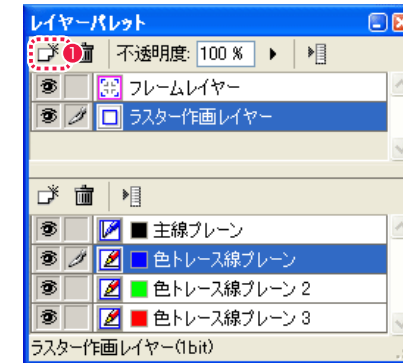 レイヤーパレット
1 不透明度: 100 %
フレームレイヤー
ラスター作画レイヤー
主線プレーン
色トレース線プレーン
色トレース線プレーン 2
色トレース線プレーン 3
ラスター作画レイヤー(1bit)